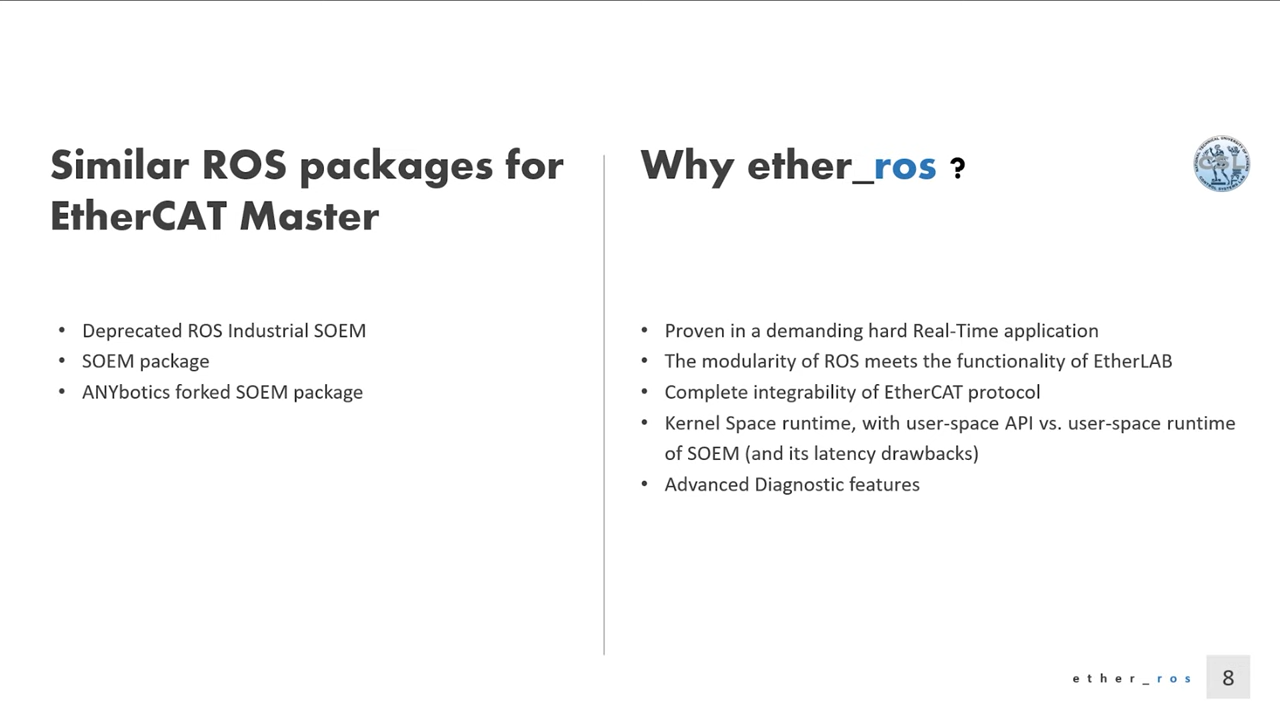 Similar ROS packages for
EtherCAT Master
• Deprecated ROS Industrial SOEM
• SOEM package
• ANYbotics forked SOEM package
Why ether_ros ?
• Proven in a demanding hard Real-Time application
• The modularity of ROS meets the functionality of EtherLAB
• Complete integrability of EtherCAT protocol
• Kernel Space runtime, with user-space API vs. user-space runtime
of SOEM (and its latency drawbacks)
• Advanced Diagnostic features
ether_ros
8